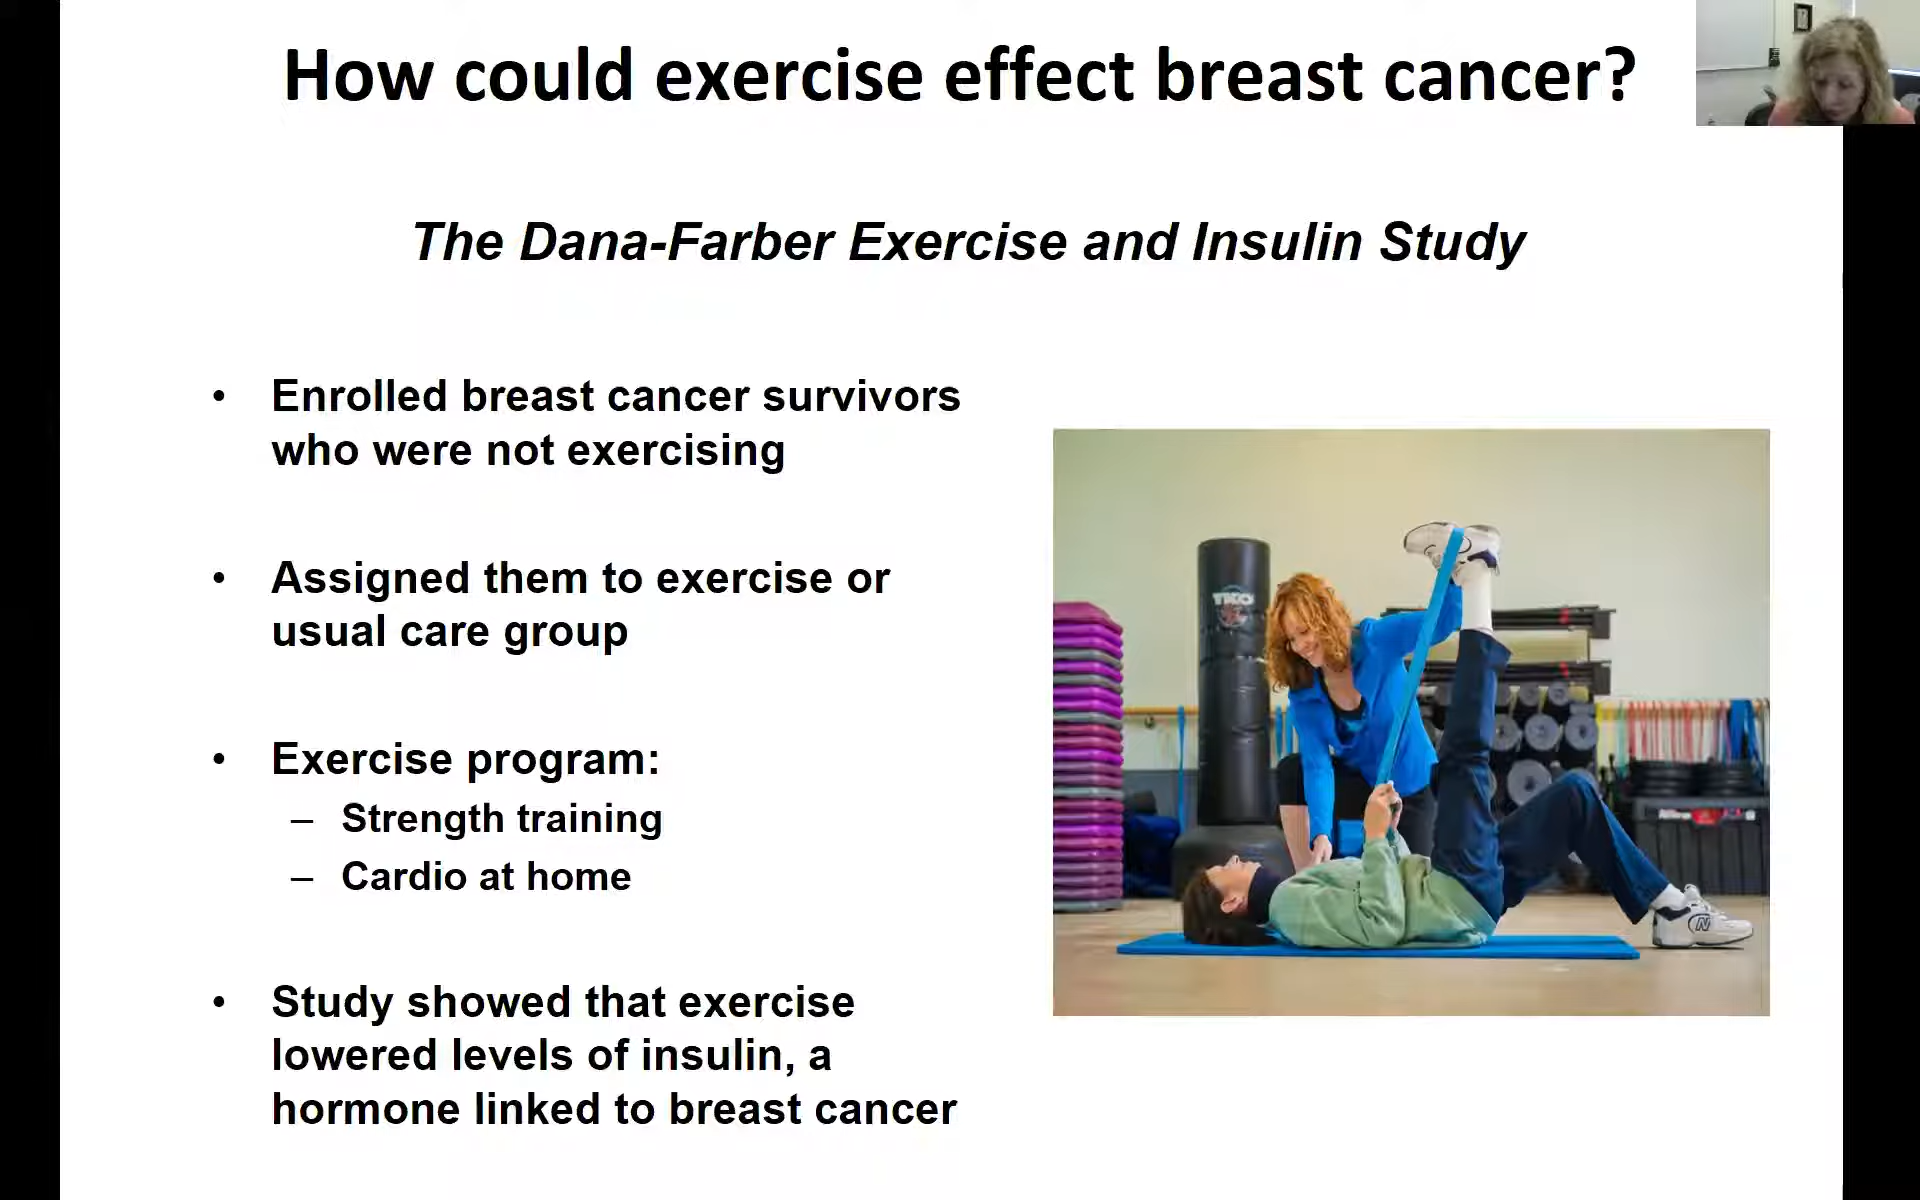 How could exercise effect breast cancer?
The Dana-Farber Exercise and Insulin Study
• Enrolled breast cancer survivors
who were not exercising
• Assigned them to exercise or
usual care group
• Exercise program:
– Strength training
– Cardio at home
• Study showed that exercise
lowered levels of insulin, a
hormone linked to breast cancer
TKO
N